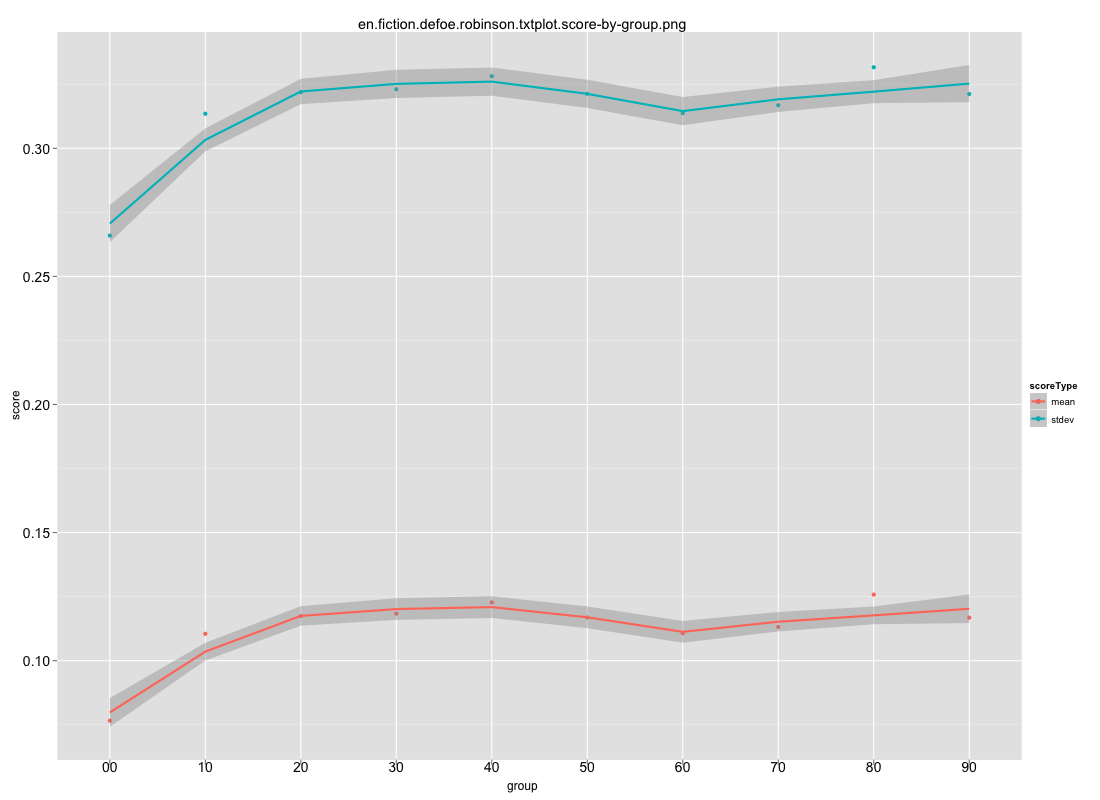 en.fiction.defoe.robinson.txtplot.score-by-group.png
0.30
0.25
0.20
0.15
0.10
score
00 10 20 30 40 50 60 70 80 90
group
scoreType
mean
stdev